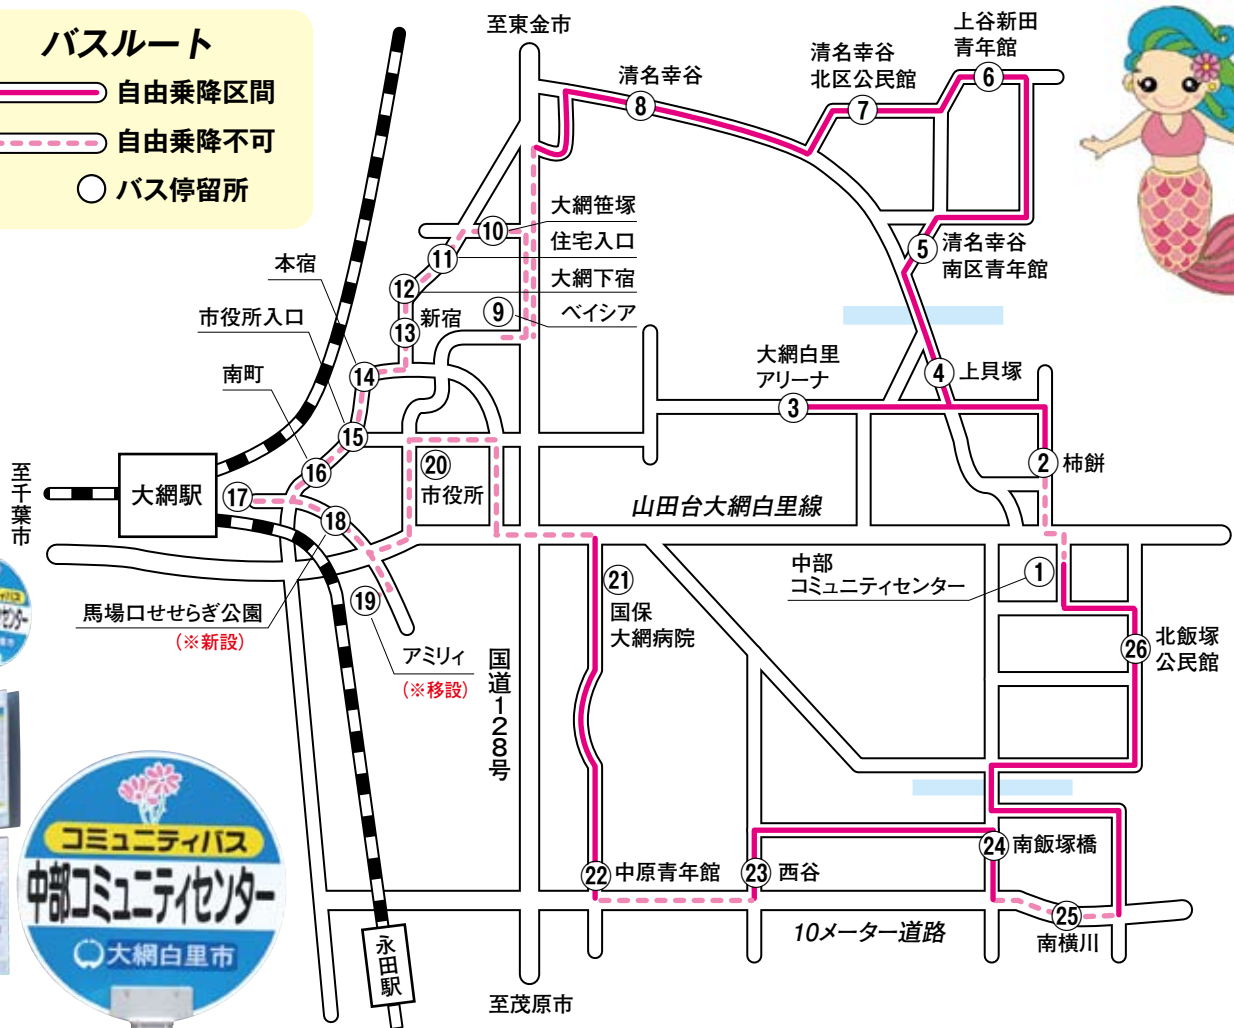 バスルート
自由乗降区間
自由乗降不可
バス停留所
至東金市
上谷新田
青年館
6
清名幸谷
北区公民館
7
清名幸谷
8
大網笹塚
10
住宅入口
11
大網下宿
12
ベイシア
9
新宿
13
本宿
14
市役所入口
15
南町
16
清名幸谷
南区青年館
5
上貝塚
4
大網白里
アリーナ
3
柿餅
2
至千葉市
大網駅
17
18
19
20
市役所
山田台大網白里線
中部
コミュニティセンター
1
馬場口せせらぎ公園
(※新設)
アミリィ
(※移設)
21
国保
大網病院
国道128号
26
北飯塚
公民館
22
中原青年館
23
西谷
24
南飯塚橋
25
南横川
10メーター道路
永田駅
至茂原市
コミュニティバス
中部コミュニティセンター
大網白里市